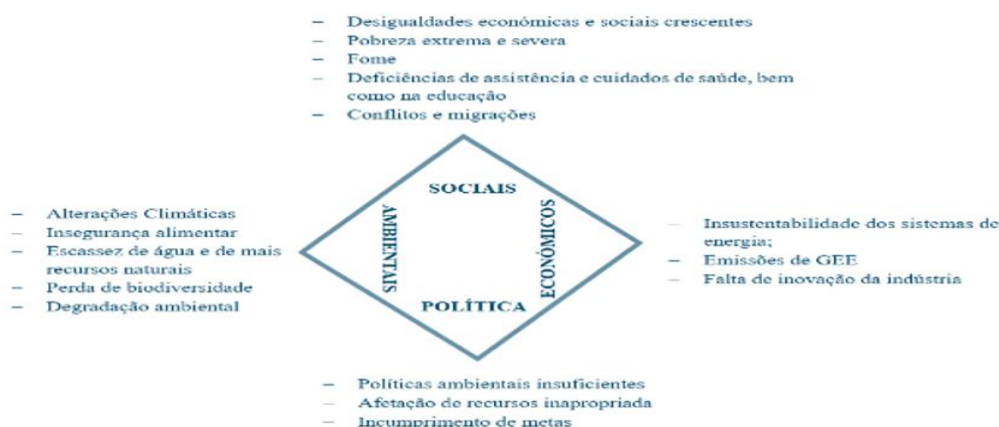 – Desigualdades económicas e sociais crescentes
– Pobreza extrema e severa
– Fome
– Deficiências de assistência e cuidados de saúde, bem
como na educação
– Conflitos e migrações
SOCIAIS
AMBIENTAIS
ECONÓMICOS
POLÍTICA
– Alterações Climáticas
– Insegurança alimentar
– Escassez de água e de mais
recursos naturais
– Perda de biodiversidade
– Degradação ambiental
– Insustentabilidade dos sistemas de
energia;
– Emissões de GEE
– Falta de inovação da indústria
– Políticas ambientais insuficientes
– Afetação de recursos inapropriada
– Incumprimento de metas